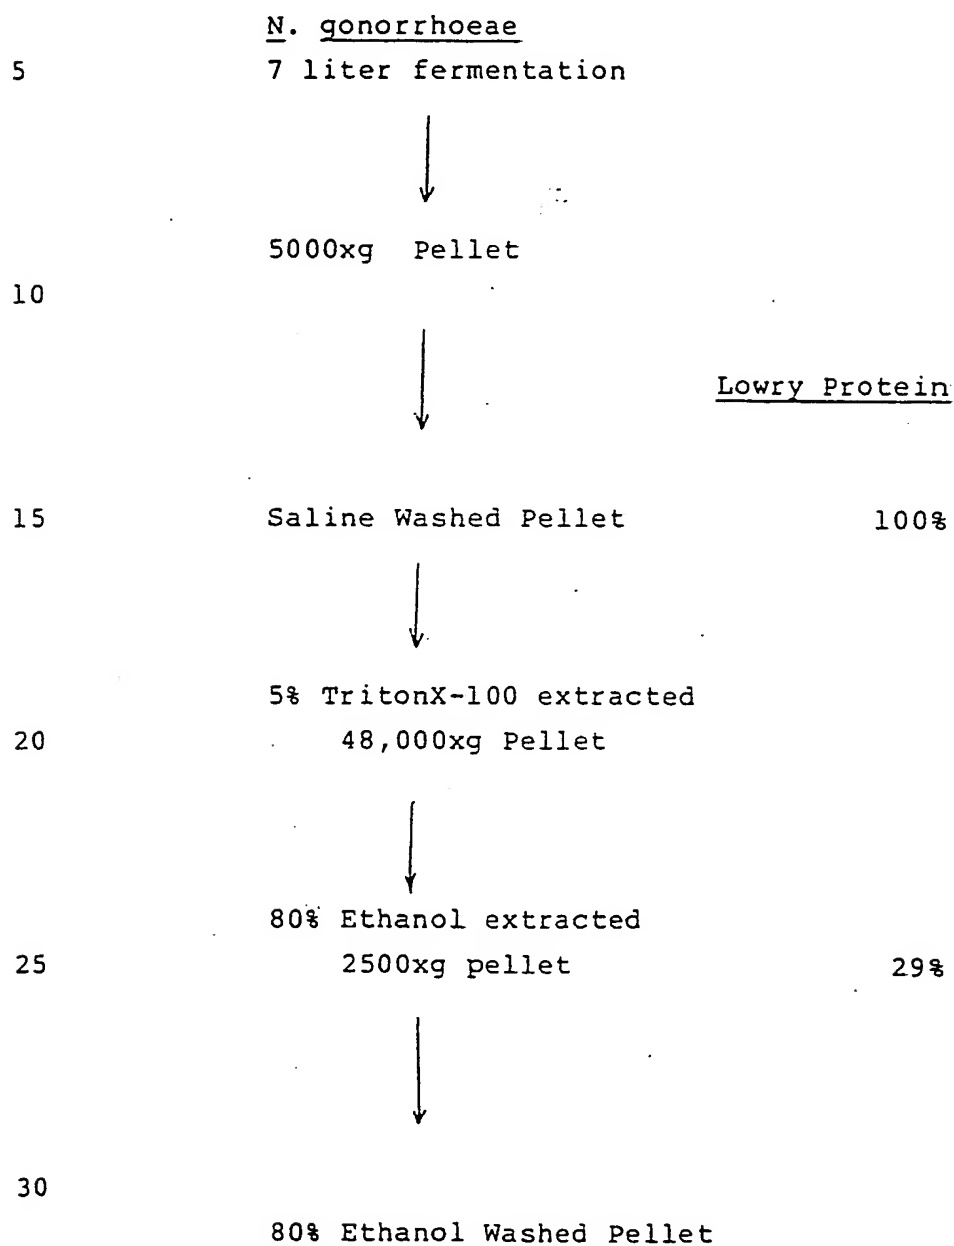 N. gonorrhoeae
5 7 liter fermentation
5000xg Pellet
10
Lowry Protein
15 Saline Washed Pellet 100%
5% TritonX-100 extracted
20 48,000xg Pellet
80% Ethanol extracted
25 2500xg pellet 29%
30
80% Ethanol Washed Pellet